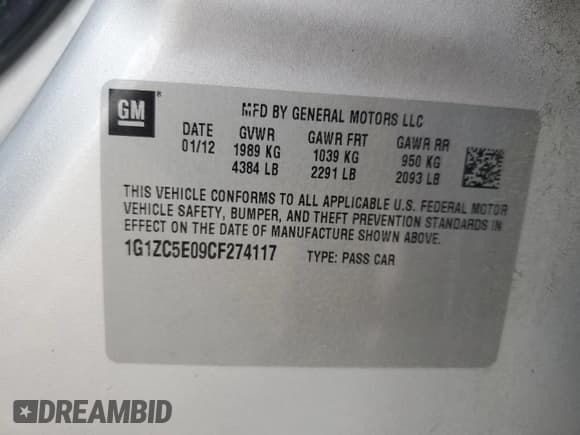 GM ® MFD BY GENERAL MOTORS LLC
DATE GVWR GAWR FRT GAWR RR
01/12 1989 KG 1039 KG 950 KG
4384 LB 2291 LB 2093 LB
THIS VEHICLE CONFORMS TO ALL APPLICABLE U.S. FEDERAL MOTOR
VEHICLE SAFETY, BUMPER, AND THEFT PREVENTION STANDARDS IN
EFFECT ON THE DATE OF MANUFACTURE SHOWN ABOVE.
1G1ZC5E09CF274117 TYPE: PASS CAR
DREAMBID